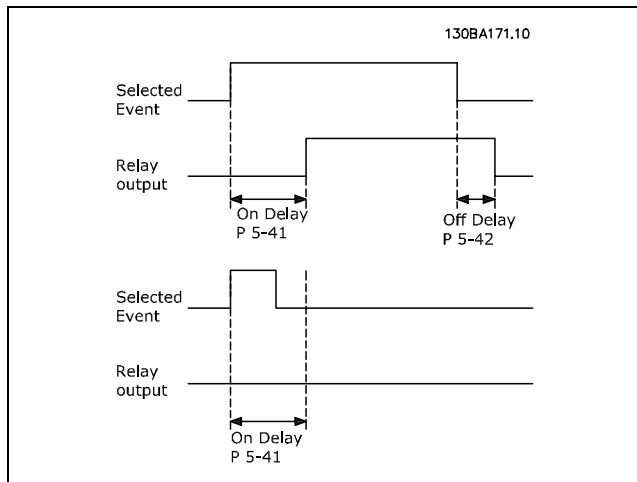 130BA171.10
Selected
Event
Relay
output
On Delay
P 5-41
Off Delay
P 5-42
Selected
Event
Relay
output
On Delay
P 5-41